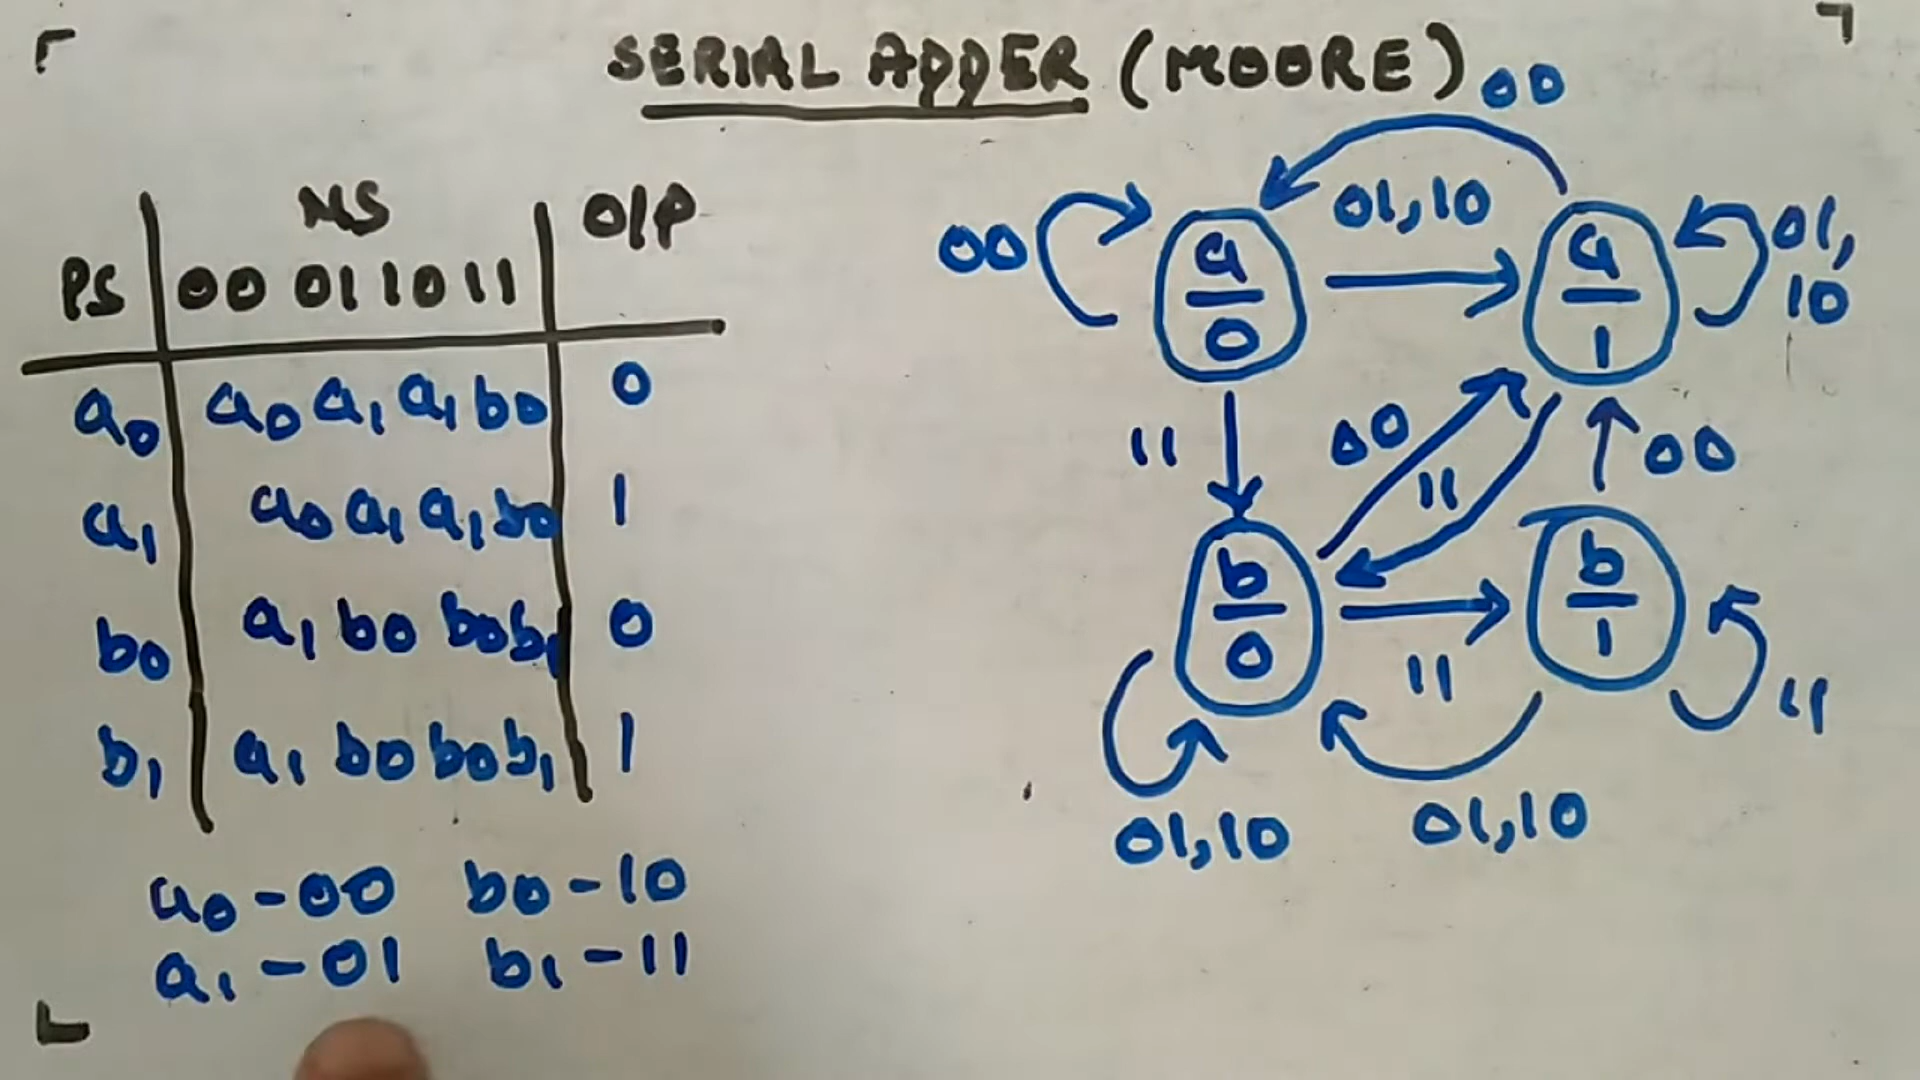 SERIAL ADDER (MOORE)
NS O/P
PS 00 01 10 11
a0 a0 a1 a1 b0 0
a1 a0 a1 a1 b0 1
b0 a1 b0 b0 b1 0
b1 a1 b0 b0 b1 1
a0 - 00 b0 - 10
a1 - 01 b1 - 11
00
01,10
00
a
0
a
1
01,
10
11
00
11
00
b
0
b
1
11
11
01,10
01,10